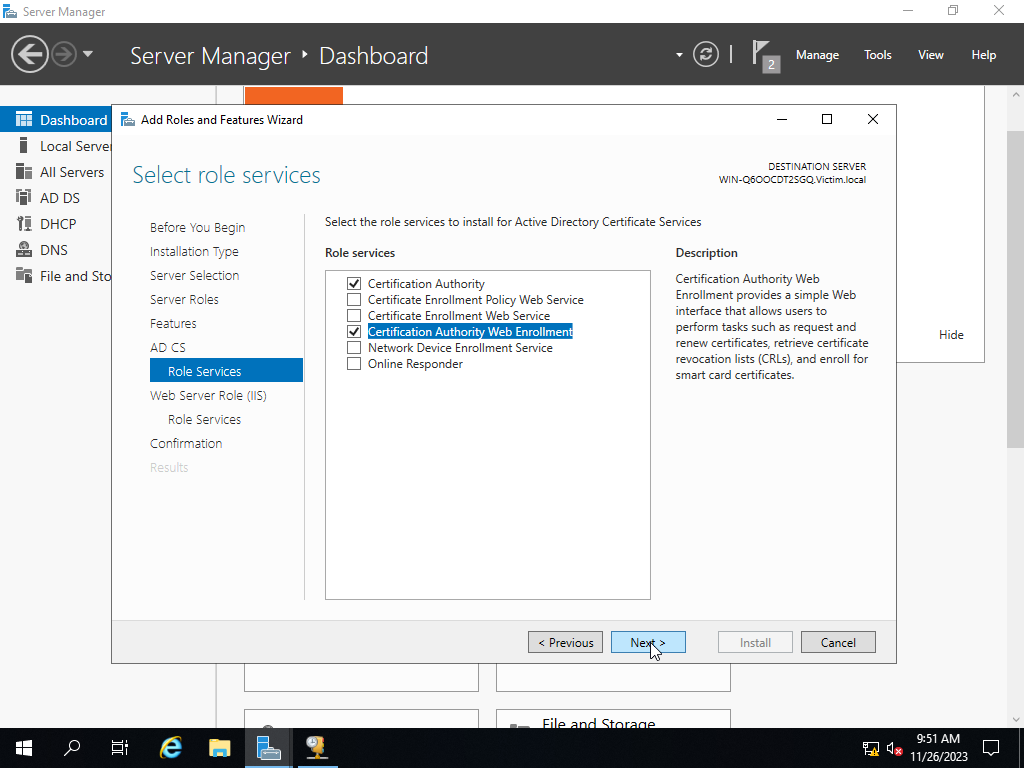 Server Manager
Server Manager ‣ Dashboard
2
Manage
Tools
View
Help
Dashboard
Local Server
All Servers
AD DS
DHCP
DNS
File and Sto
Add Roles and Features Wizard
Select role services
DESTINATION SERVER
WIN-Q6OOCDT2SGQ.Victim.local
Before You Begin
Installation Type
Server Selection
Server Roles
Features
AD CS
Role Services
Web Server Role (IIS)
Role Services
Confirmation
Results
Select the role services to install for Active Directory Certificate Services
Role services
Certification Authority
Certificate Enrollment Policy Web Service
Certificate Enrollment Web Service
Certification Authority Web Enrollment
Network Device Enrollment Service
Online Responder
Description
Certification Authority Web
Enrollment provides a simple Web
interface that allows users to
perform tasks such as request and
renew certificates, retrieve certificate
revocation lists (CRLs), and enroll for
smart card certificates.
Hide
< Previous
Next >
Install
Cancel
File and Storage
9:51 AM
11/26/2023